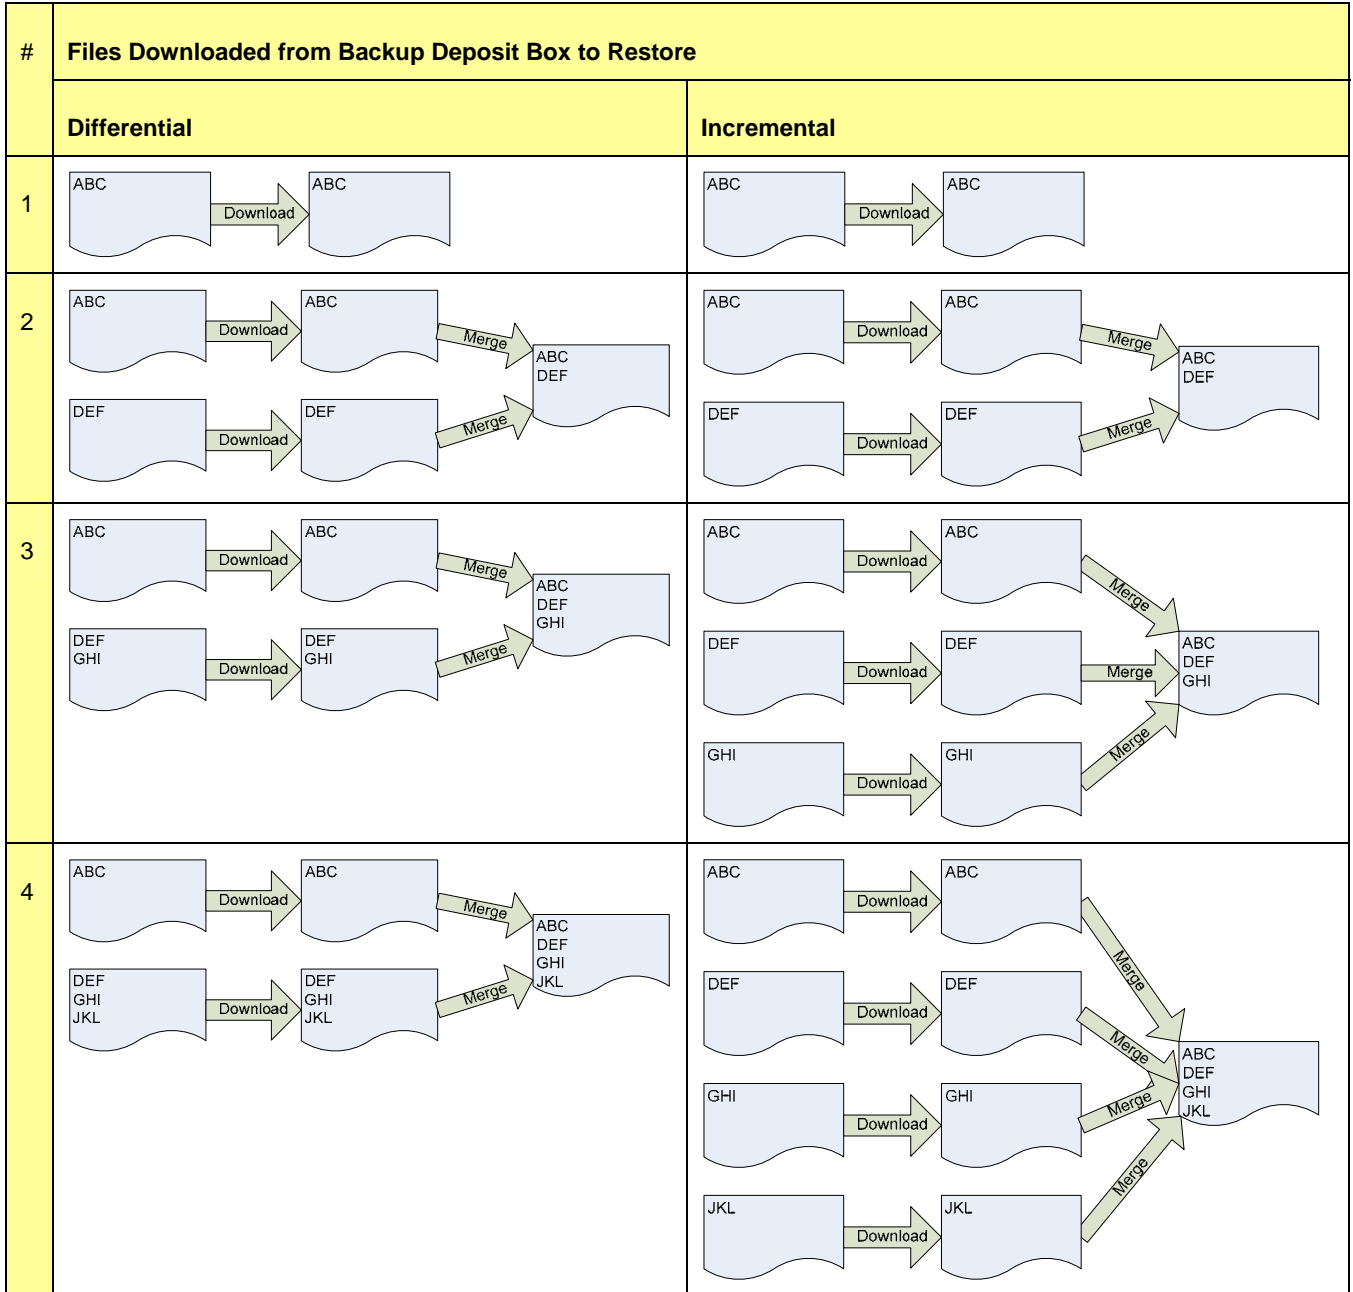 #
Files Downloaded from Backup Deposit Box to Restore
Differential
Incremental
1
ABC
Download
ABC
ABC
Download
ABC
2
ABC
Download
ABC
Merge
ABC
DEF
DEF
Download
DEF
Merge
ABC
Download
ABC
Merge
ABC
DEF
DEF
Download
DEF
Merge
3
ABC
Download
ABC
Merge
ABC
DEF
GHI
DEF
GHI
Download
DEF
GHI
Merge
ABC
Download
ABC
Merge
DEF
Download
DEF
Merge
ABC
DEF
GHI
GHI
Download
GHI
Merge
4
ABC
Download
ABC
Merge
ABC
DEF
GHI
JKL
DEF
GHI
JKL
Download
DEF
GHI
JKL
Merge
ABC
Download
ABC
Merge
DEF
Download
DEF
Merge
ABC
DEF
GHI
JKL
GHI
Download
GHI
Merge
JKL
Download
JKL
Merge